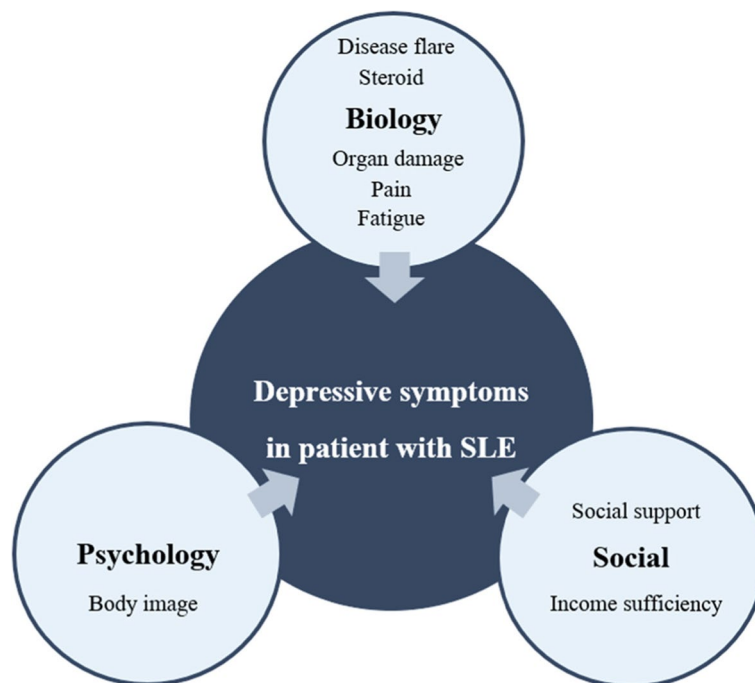 Disease flare
Steroid
Biology
Organ damage
Pain
Fatigue
Depressive symptoms
in patient with SLE
Psychology
Body image
Social support
Social
Income sufficiency